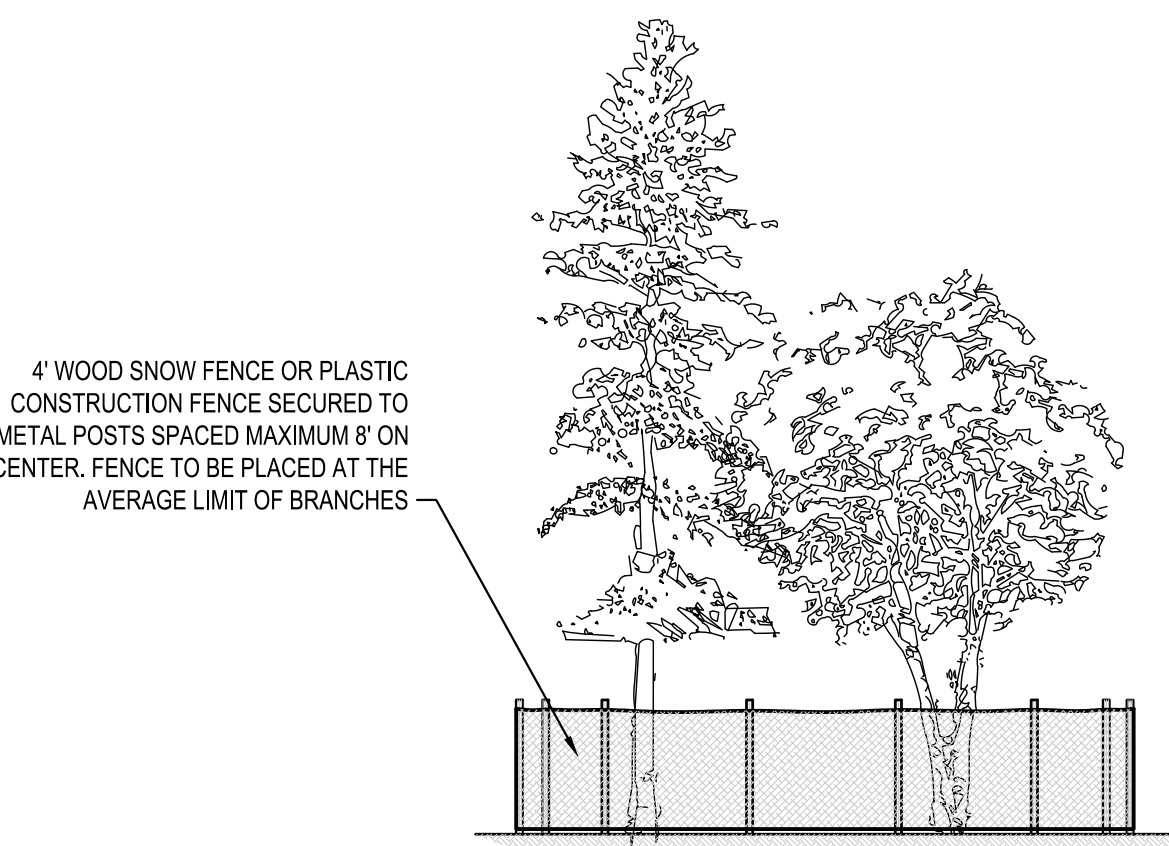 4' WOOD SNOW FENCE OR PLASTIC
CONSTRUCTION FENCE SECURED TO
METAL POSTS SPACED MAXIMUM 8' ON
CENTER. FENCE TO BE PLACED AT THE
AVERAGE LIMIT OF BRANCHES